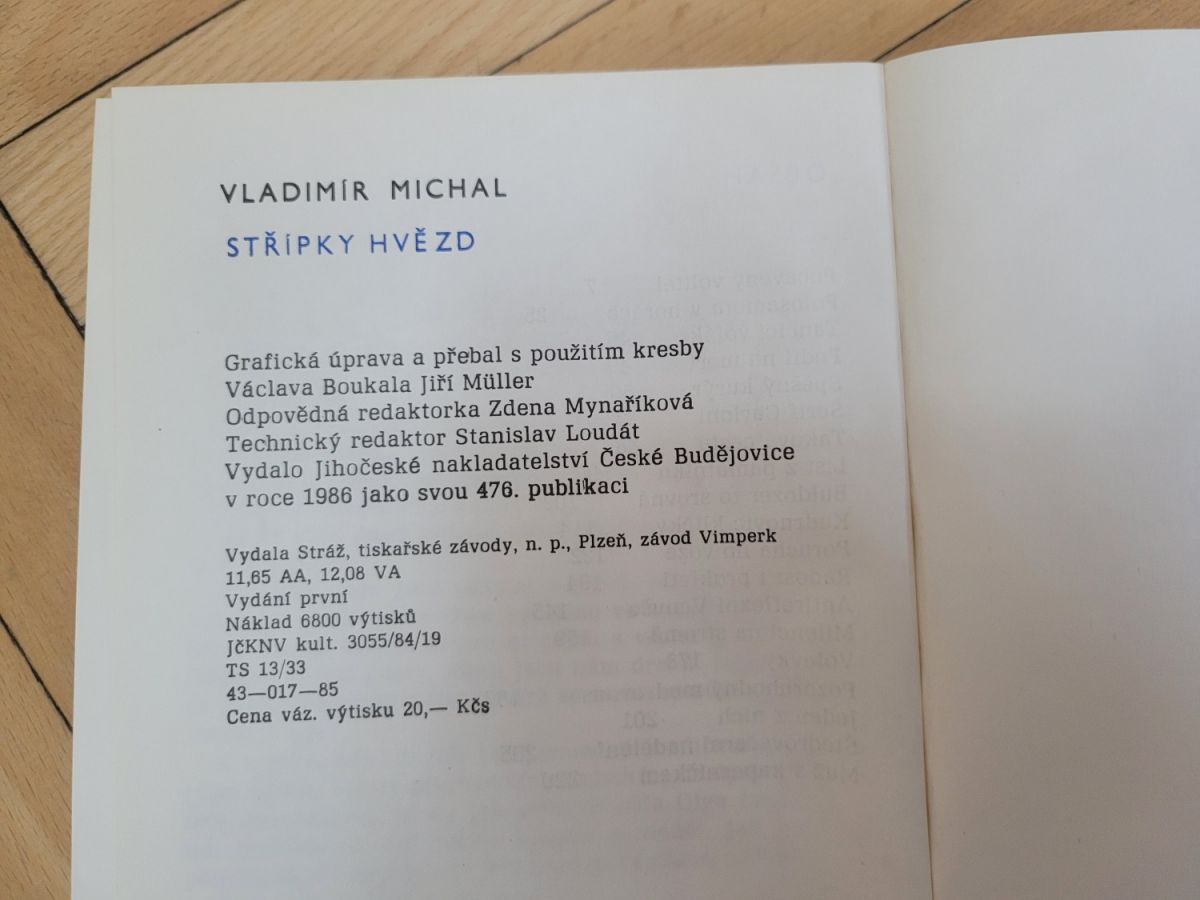 VLADIMÍR MICHAL
STŘÍPKY HVĚZD
Grafická úprava a přebal s použitím kresby
Václava Boukala Jiří Müller
Odpovědná redaktorka Zdena Mynaříková
Technický redaktor Stanislav Loudát
Vydalo Jihočeské nakladatelství České Budějovice
v roce 1986 jako svou 476. publikaci
Vydala Stráž, tiskařské závody, n. p., Plzeň, závod Vimperk
11,65 AA, 12,08 VA
Vydání první
Náklad 6800 výtisků
JčKNV kult. 3055/84/19
TS 13/33
43—017—85
Cena váz. výtisku 20,— Kčs